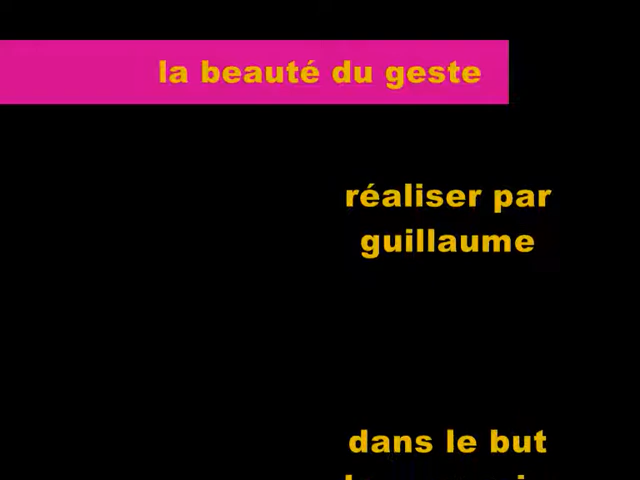 la beauté du geste
réaliser par
guillaume
dans le but